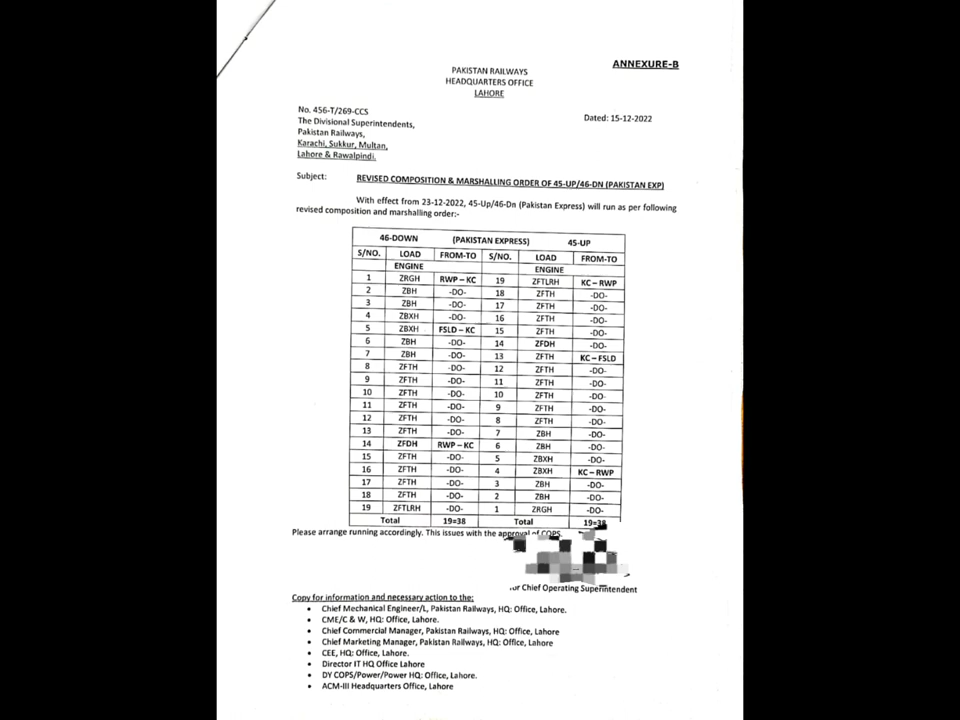 ANNEXURE-B
PAKISTAN RAILWAYS
HEADQUARTERS OFFICE
LAHORE
No. 456-T/269-CCS
Dated: 15-12-2022
The Divisional Superintendents,
Pakistan Railways,
Karachi, Sukkur, Multan,
Lahore & Rawalpindi.
Subject: REVISED COMPOSITION & MARSHALLING ORDER OF 45-UP/46-DN (PAKISTAN EXP)
With effect from 23-12-2022, 45-Up/46-Dn (Pakistan Express) will run as per following
revised composition and marshalling order:-
46-DOWN (PAKISTAN EXPRESS) 45-UP
S/NO. LOAD FROM-TO S/NO. LOAD FROM-TO
ENGINE ENGINE
1 ZRGH RWP – KC 19 ZFTLRH KC – RWP
2 ZBH -DO- 18 ZFTH -DO-
3 ZBH -DO- 17 ZFTH -DO-
4 ZBXH -DO- 16 ZFTH -DO-
5 ZBXH FSLD – KC 15 ZFTH -DO-
6 ZBH -DO- 14 ZFDH -DO-
7 ZBH -DO- 13 ZFTH KC – FSLD
8 ZFTH -DO- 12 ZFTH -DO-
9 ZFTH -DO- 11 ZFTH -DO-
10 ZFTH -DO- 10 ZFTH -DO-
11 ZFTH -DO- 9 ZFTH -DO-
12 ZFTH -DO- 8 ZFTH -DO-
13 ZFTH -DO- 7 ZBH -DO-
14 ZFDH RWP – KC 6 ZBH -DO-
15 ZFTH -DO- 5 ZBXH -DO-
16 ZFTH -DO- 4 ZBXH KC – RWP
17 ZFTH -DO- 3 ZBH -DO-
18 ZFTH -DO- 2 ZBH -DO-
19 ZFTLRH -DO- 1 ZRGH -DO-
Total 19=38 Total 19=38
Please arrange running accordingly. This issues with the approval of COPS.
for Chief Operating Superintendent
Copy for information and necessary action to the:
• Chief Mechanical Engineer/L, Pakistan Railways, HQ: Office, Lahore.
• CME/C & W, HQ: Office, Lahore.
• Chief Commercial Manager, Pakistan Railways, HQ: Office, Lahore
• Chief Marketing Manager, Pakistan Railways, HQ: Office, Lahore
• CEE, HQ: Office, Lahore.
• Director IT HQ Office Lahore
• DY COPS/Power/Power HQ: Office, Lahore.
• ACM-III Headquarters Office, Lahore